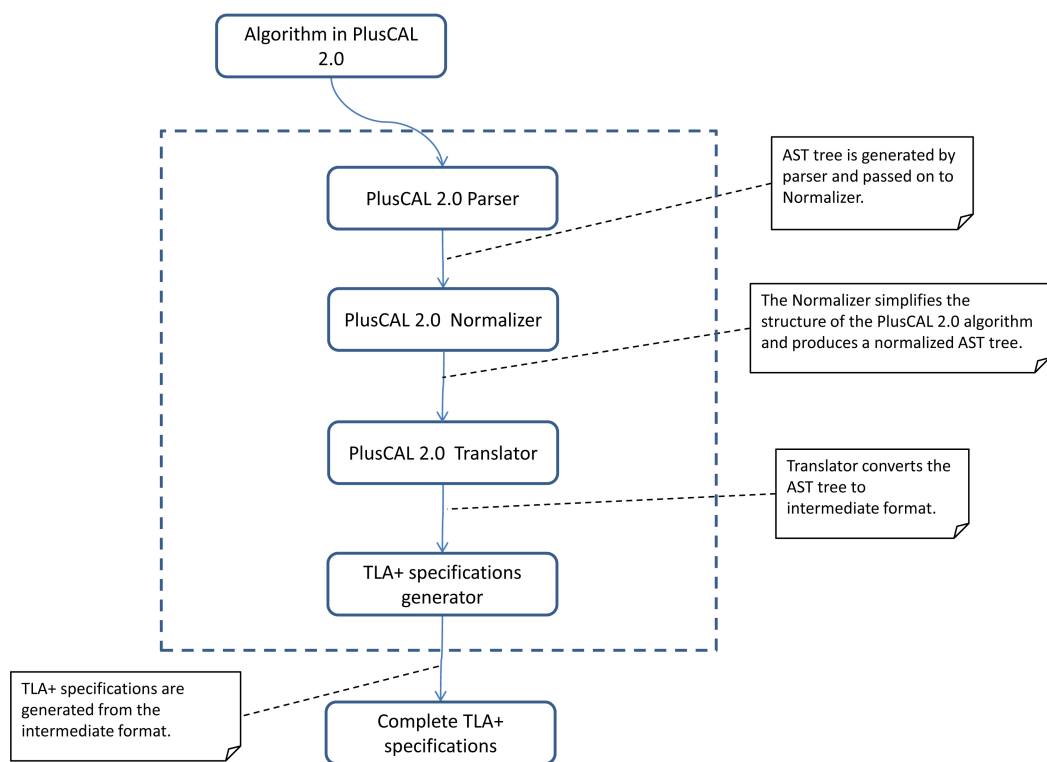 Algorithm in PlusCAL
2.0
AST tree is generated by
parser and passed on to
Normalizer.
PlusCAL 2.0 Parser
The Normalizer simplifies the
structure of the PlusCAL 2.0 algorithm
and produces a normalized AST tree.
PlusCAL 2.0 Normalizer
PlusCAL 2.0 Translator
Translator converts the
AST tree to
intermediate format.
TLA+ specifications
generator
TLA+ specifications are
generated from the
intermediate format.
Complete TLA+
specifications